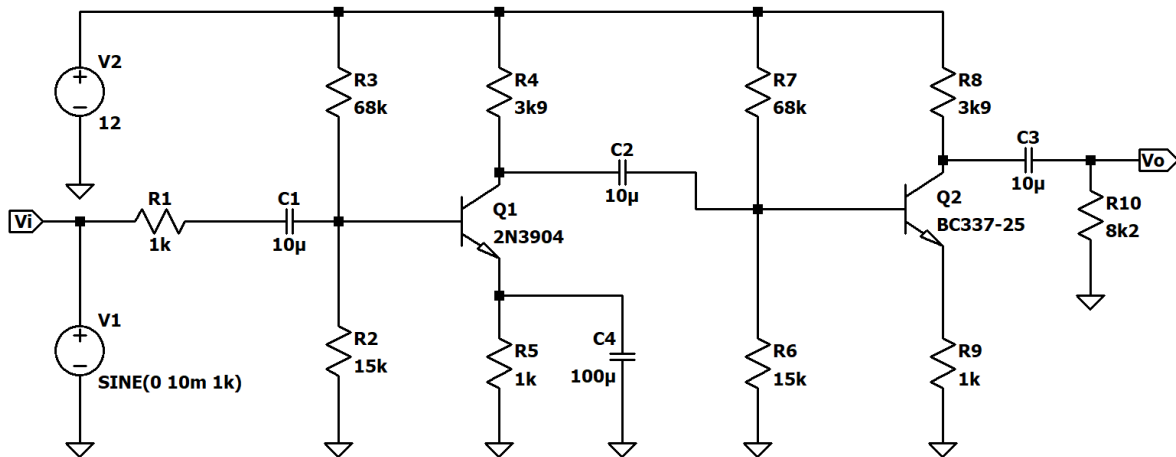 V2
12
R3
68k
R4
3k9
R7
68k
R8
3k9
C2
10µ
C3
10µ
Vo
R1
1k
C1
10µ
Vi
Q1
2N3904
Q2
BC337-25
R10
8k2
V1
SINE(0 10m 1k)
R2
15k
R5
1k
C4
100µ
R6
15k
R9
1k